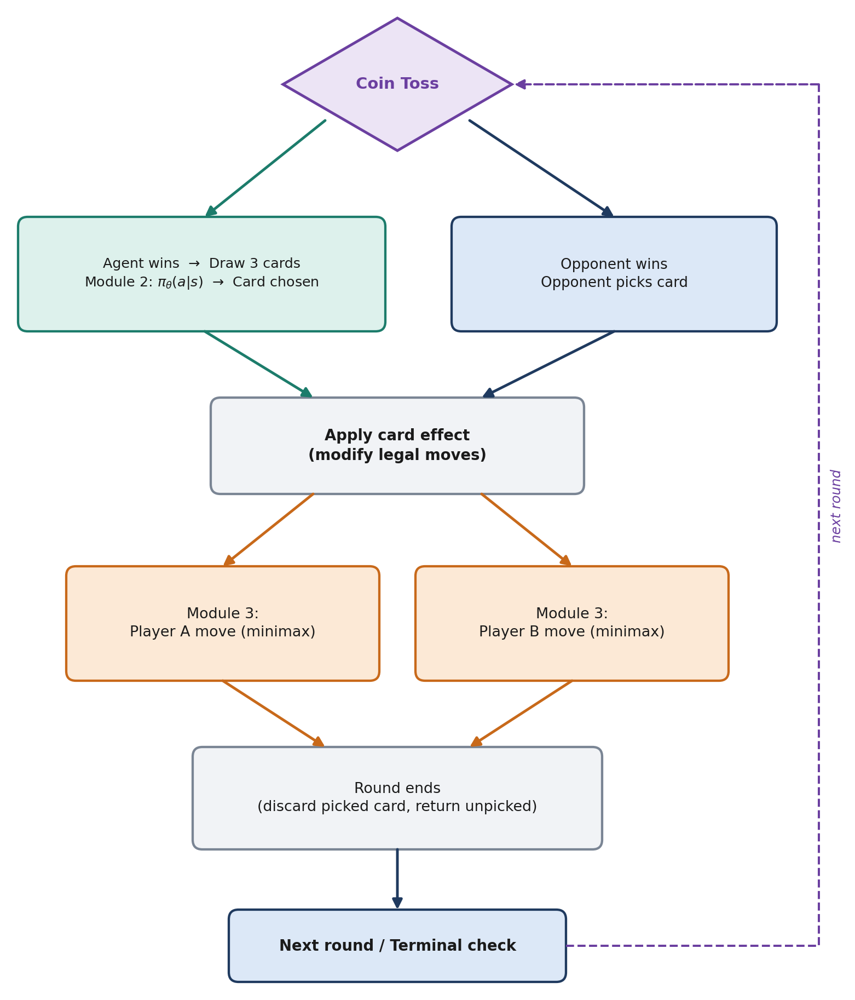 Coin Toss
Agent wins → Draw 3 cards
Module 2: πθ(a|s) → Card chosen
Opponent wins
Opponent picks card
Apply card effect
(modify legal moves)
next round
Module 3:
Player A move (minimax)
Module 3:
Player B move (minimax)
Round ends
(discard picked card, return unpicked)
Next round / Terminal check